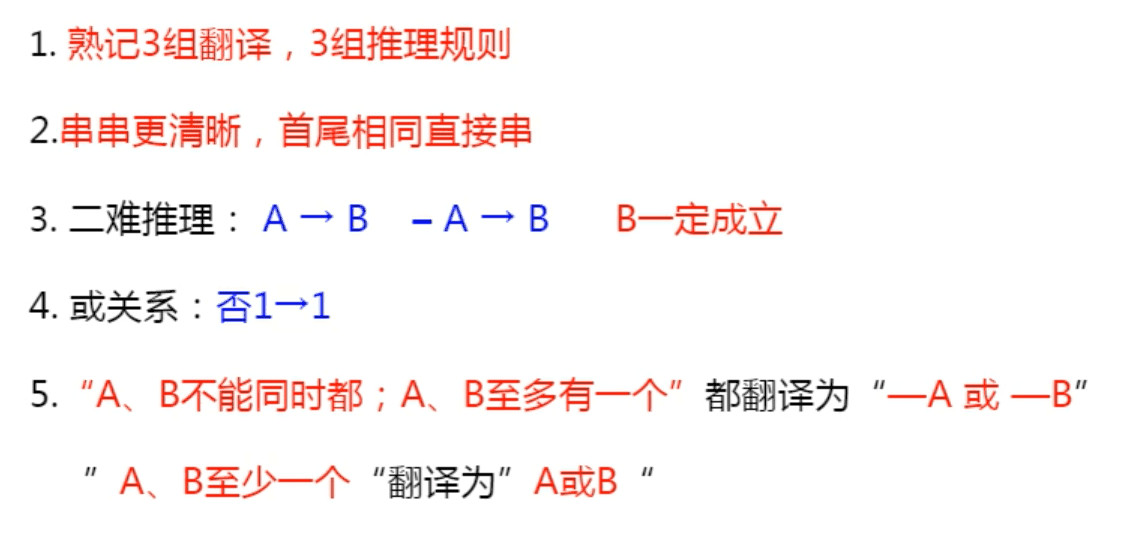 1. 熟记3组翻译，3组推理规则
2.串串更清晰，首尾相同直接串
3. 二难推理： A → B – A → B B一定成立
4. 或关系：否1→1
5. “A、B不能同时都；A、B至多有一个”都翻译为“—A 或 —B”
” A、B至少一个“翻译为”A或B “